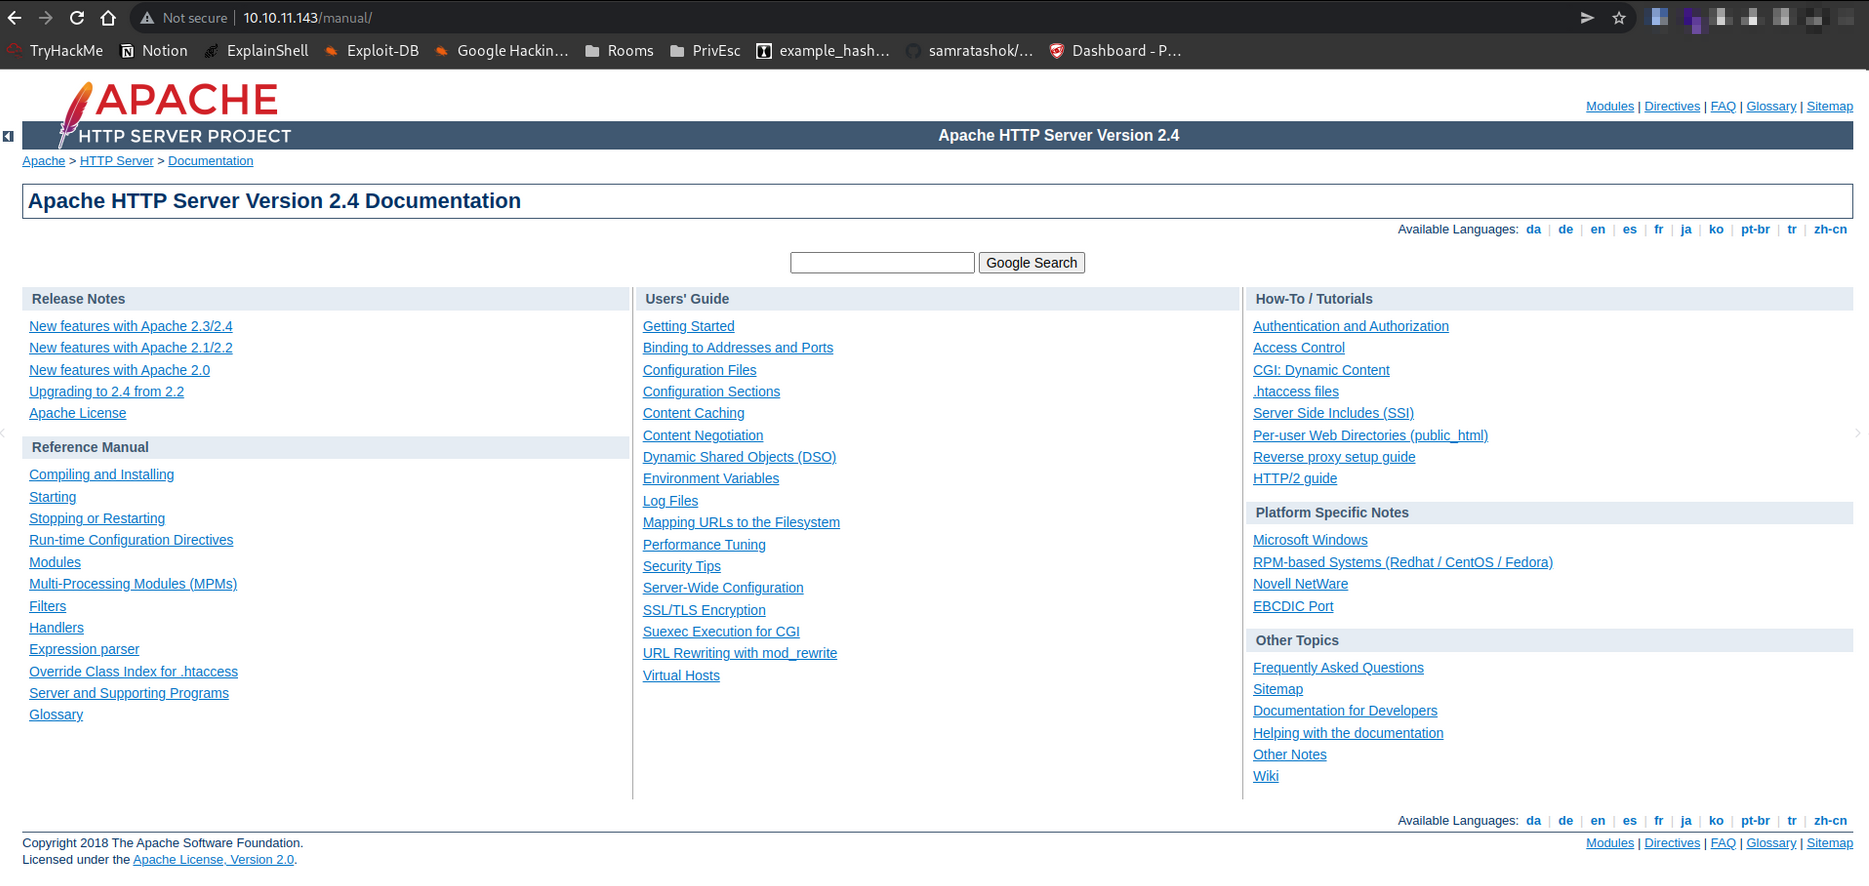 Not secure | 10.10.11.143/manual/
TryHackMe Notion ExplainShell Exploit-DB Google Hackin… Rooms PrivEsc example_hash… samratashok/… Dashboard - P…
APACHE
HTTP SERVER PROJECT
Modules | Directives | FAQ | Glossary | Sitemap
Apache HTTP Server Version 2.4
Apache > HTTP Server > Documentation
Apache HTTP Server Version 2.4 Documentation
Available Languages: da | de | en | es | fr | ja | ko | pt-br | tr | zh-cn
Google Search
Release Notes
New features with Apache 2.3/2.4
New features with Apache 2.1/2.2
New features with Apache 2.0
Upgrading to 2.4 from 2.2
Apache License
Reference Manual
Compiling and Installing
Starting
Stopping or Restarting
Run-time Configuration Directives
Modules
Multi-Processing Modules (MPMs)
Filters
Handlers
Expression parser
Override Class Index for .htaccess
Server and Supporting Programs
Glossary
Users' Guide
Getting Started
Binding to Addresses and Ports
Configuration Files
Configuration Sections
Content Caching
Content Negotiation
Dynamic Shared Objects (DSO)
Environment Variables
Log Files
Mapping URLs to the Filesystem
Performance Tuning
Security Tips
Server-Wide Configuration
SSL/TLS Encryption
Suexec Execution for CGI
URL Rewriting with mod_rewrite
Virtual Hosts
How-To / Tutorials
Authentication and Authorization
Access Control
CGI: Dynamic Content
.htaccess files
Server Side Includes (SSI)
Per-user Web Directories (public_html)
Reverse proxy setup guide
HTTP/2 guide
Platform Specific Notes
Microsoft Windows
RPM-based Systems (Redhat / CentOS / Fedora)
Novell NetWare
EBCDIC Port
Other Topics
Frequently Asked Questions
Sitemap
Documentation for Developers
Helping with the documentation
Other Notes
Wiki
Available Languages: da | de | en | es | fr | ja | ko | pt-br | tr | zh-cn
Copyright 2018 The Apache Software Foundation.
Licensed under the Apache License, Version 2.0.
Modules | Directives | FAQ | Glossary | Sitemap